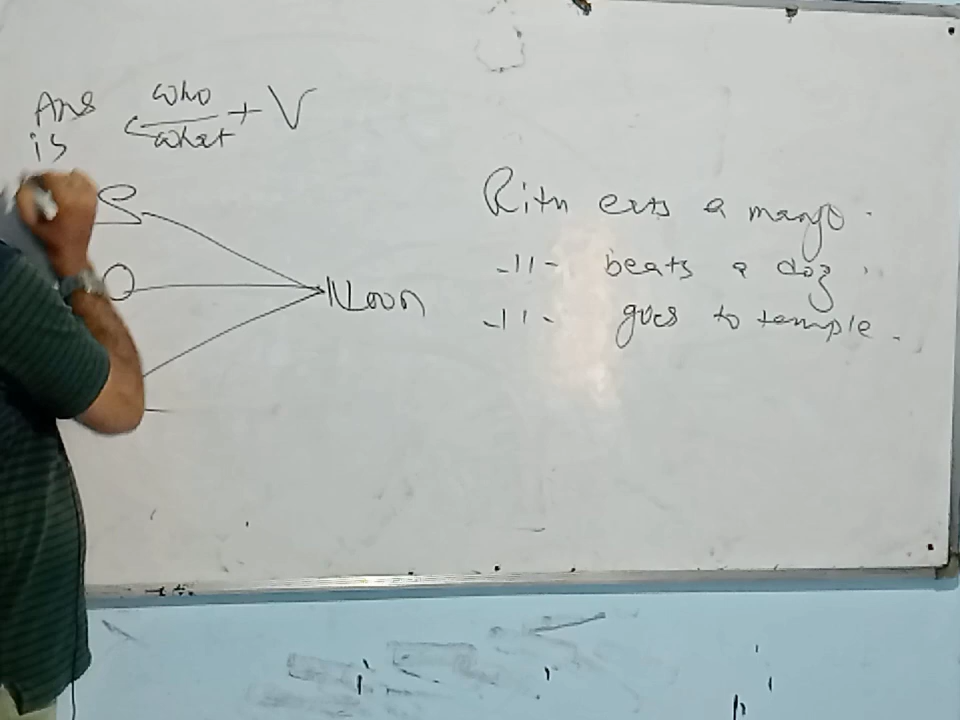 Ans who + V
is what
S
O
Noun
Ritu eats a mango.
-11- beats a dog.
-11- goes to temple.